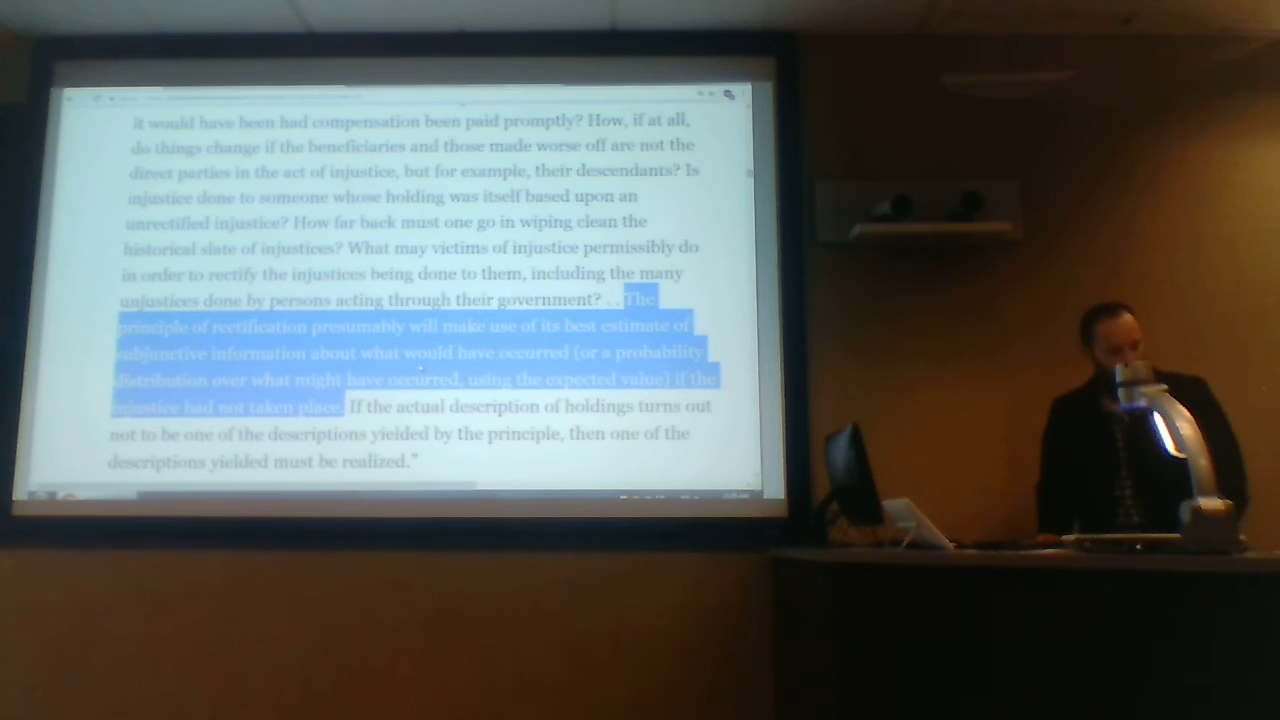 it would have been had compensation been paid promptly? How, if at all,
do things change if the beneficiaries and those made worse off are not the
direct parties in the act of injustice, but for example, their descendants? Is
injustice done to someone whose holding was itself based upon an
unrectified injustice? How far back must one go in wiping clean the
historical slate of injustices? What may victims of injustice permissibly do
in order to rectify the injustices being done to them, including the many
unjustices done by persons acting through their government? . . The
principle of rectification presumably will make use of its best estimate of
subjunctive information about what would have occurred (or a probability
distribution over what might have occurred, using the expected value) if the
injustice had not taken place. If the actual description of holdings turns out
not to be one of the descriptions yielded by the principle, then one of the
descriptions yielded must be realized."